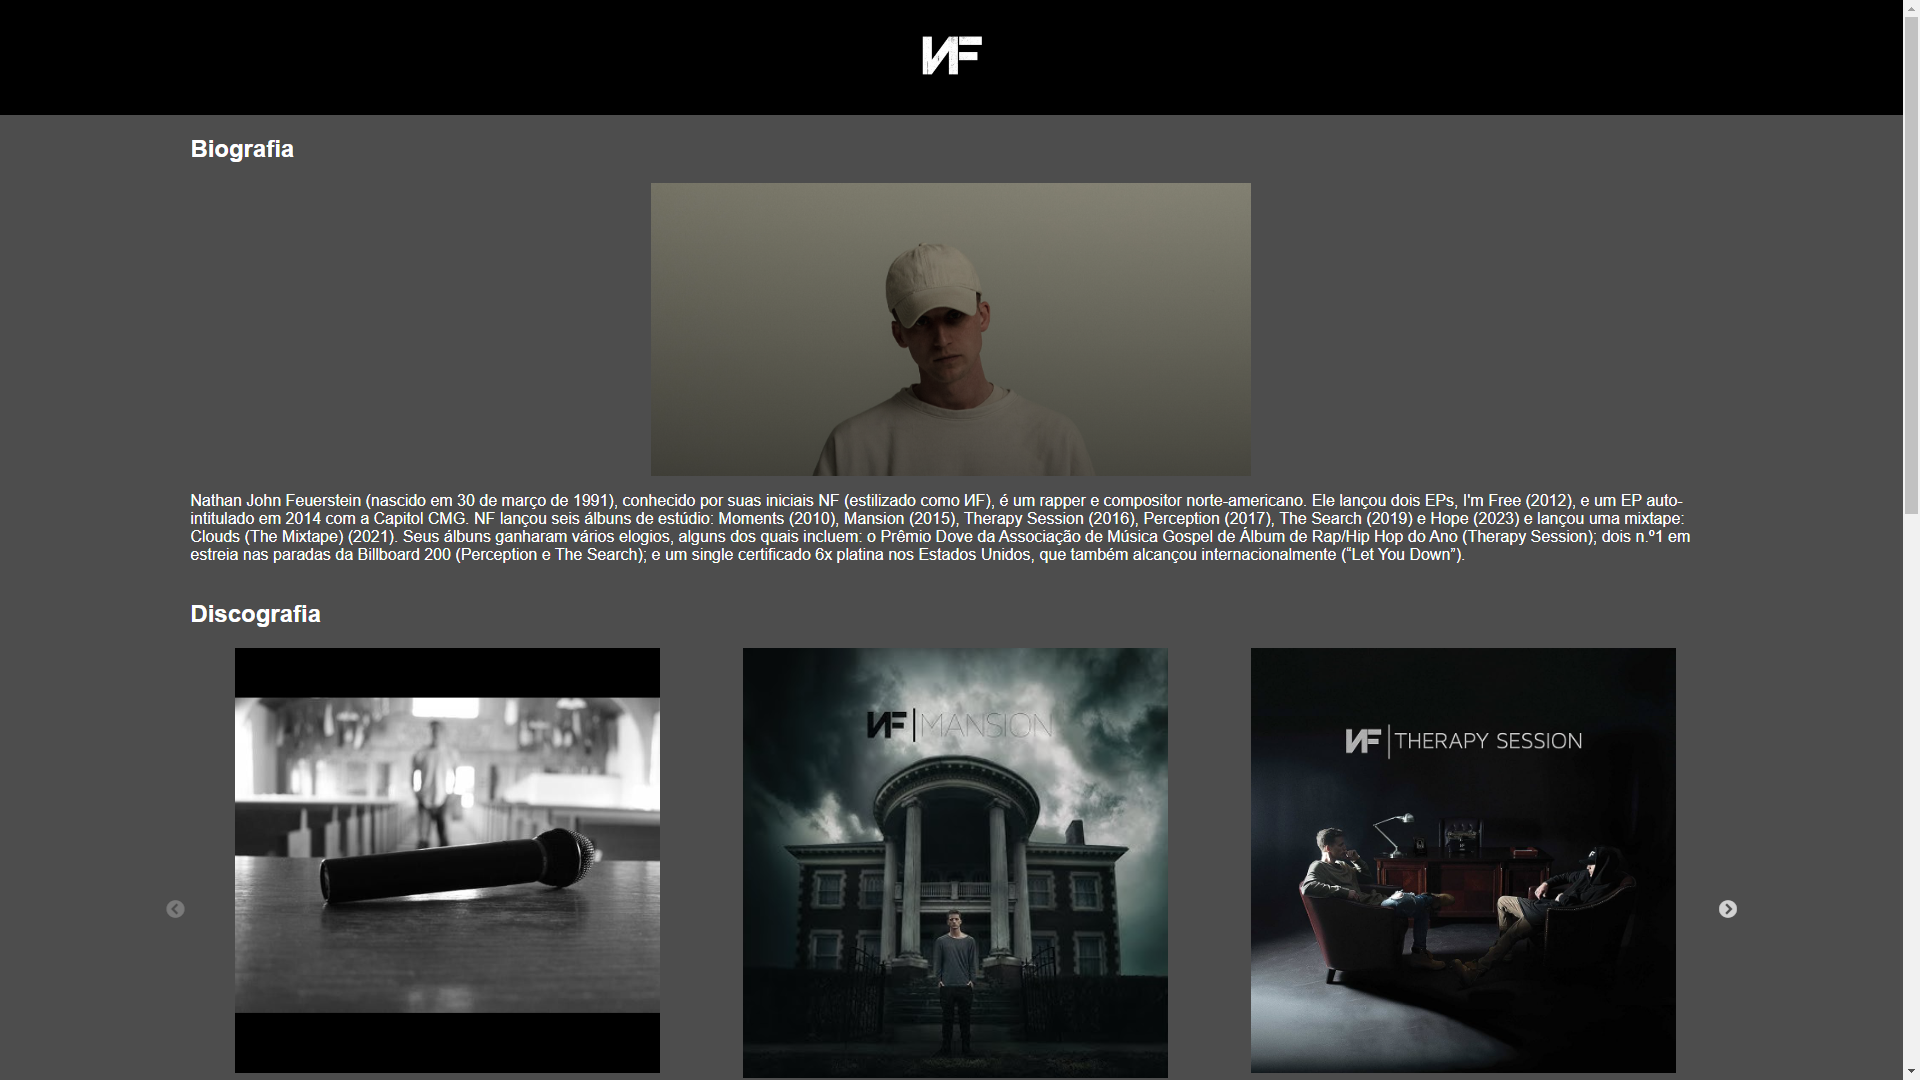 ИF
Biografia
Nathan John Feuerstein (nascido em 30 de março de 1991), conhecido por suas iniciais NF (estilizado como ИF), é um rapper e compositor norte-americano. Ele lançou dois EPs, I'm Free (2012), e um EP auto-
intitulado em 2014 com a Capitol CMG. NF lançou seis álbuns de estúdio: Moments (2010), Mansion (2015), Therapy Session (2016), Perception (2017), The Search (2019) e Hope (2023) e lançou uma mixtape:
Clouds (The Mixtape) (2021). Seus álbuns ganharam vários elogios, alguns dos quais incluem: o Prêmio Dove da Associação de Música Gospel de Álbum de Rap/Hip Hop do Ano (Therapy Session); dois n.º1 em
estreia nas paradas da Billboard 200 (Perception e The Search); e um single certificado 6x platina nos Estados Unidos, que também alcançou internacionalmente (“Let You Down”).
Discografia
ИF|MANSION
ИF|THERAPY SESSION